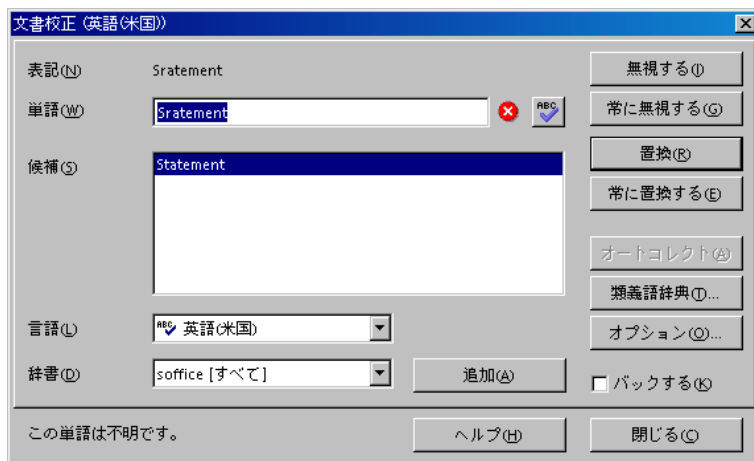 文書校正 (英語(米国))
表記(N) Sratement
無視する(I)
単語(W) Sratement
ABC
常に無視する(G)
候補(S) Statement
置換(R)
常に置換する(E)
オートコレクト(A)
類義語辞典(T)...
言語(L) ABC 英語(米国)
オプション(O)...
辞書(D) soffice [すべて]
追加(A)
バックする(K)
この単語は不明です。
ヘルプ(H)
閉じる(C)